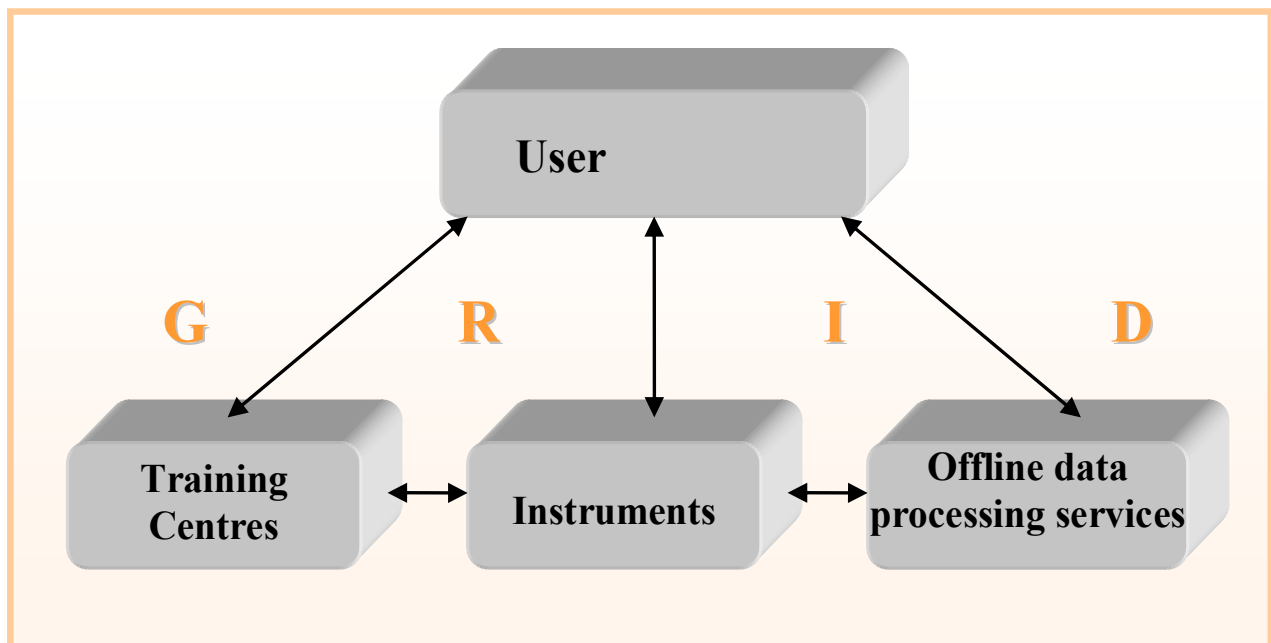 User
G R I D
Training
Centres
Instruments
Offline data
processing services